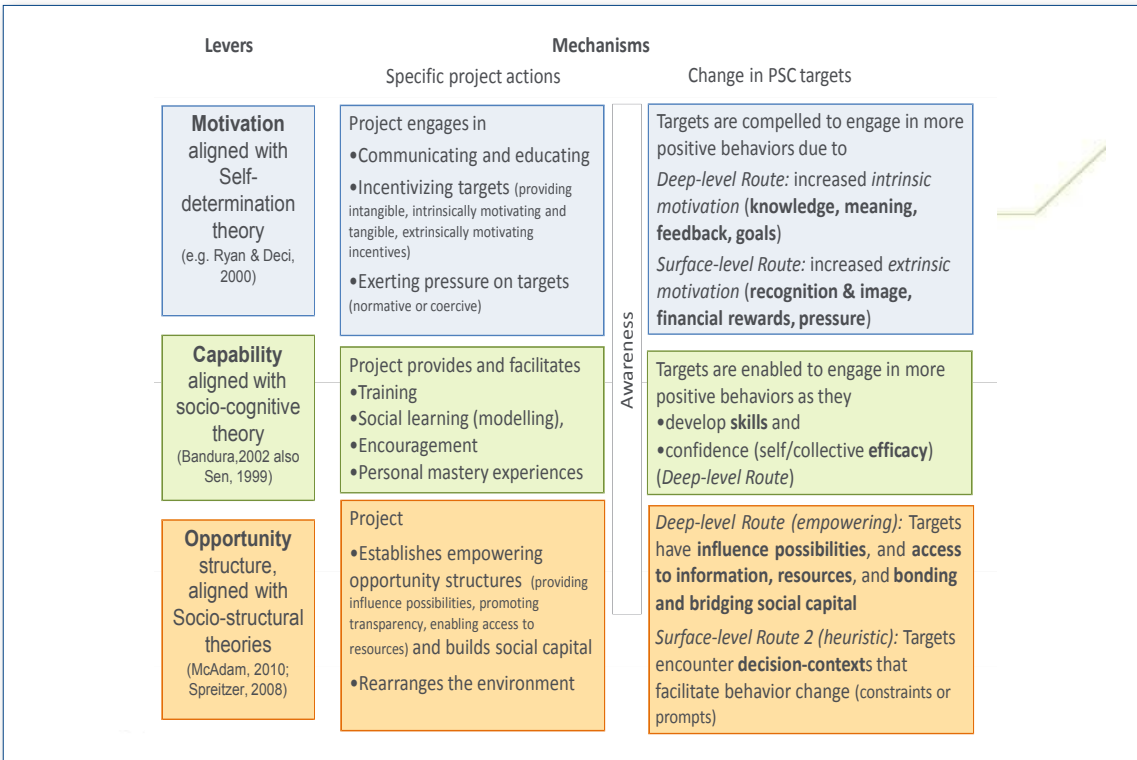 Levers
Mechanisms
Specific project actions
Change in PSC targets
Motivation
aligned with
Self-
determination
theory
(e.g. Ryan & Deci,
2000)
Project engages in
•Communicating and educating
•Incentivizing targets (providing
intangible, intrinsically motivating and
tangible, extrinsically motivating
incentives)
•Exerting pressure on targets
(normative or coercive)
Awareness
Targets are compelled to engage in more
positive behaviors due to
Deep-level Route: increased intrinsic
motivation (knowledge, meaning,
feedback, goals)
Surface-level Route: increased extrinsic
motivation (recognition & image,
financial rewards, pressure)
Capability
aligned with
socio-cognitive
theory
(Bandura,2002 also
Sen, 1999)
Project provides and facilitates
•Training
•Social learning (modelling),
•Encouragement
•Personal mastery experiences
Targets are enabled to engage in more
positive behaviors as they
•develop skills and
•confidence (self/collective efficacy)
(Deep-level Route)
Opportunity
structure,
aligned with
Socio-structural
theories
(McAdam, 2010;
Spreitzer, 2008)
Project
•Establishes empowering
opportunity structures (providing
influence possibilities, promoting
transparency, enabling access to
resources) and builds social capital
•Rearranges the environment
Deep-level Route (empowering): Targets
have influence possibilities, and access
to information, resources, and bonding
and bridging social capital
Surface-level Route 2 (heuristic): Targets
encounter decision-contexts that
facilitate behavior change (constraints or
prompts)